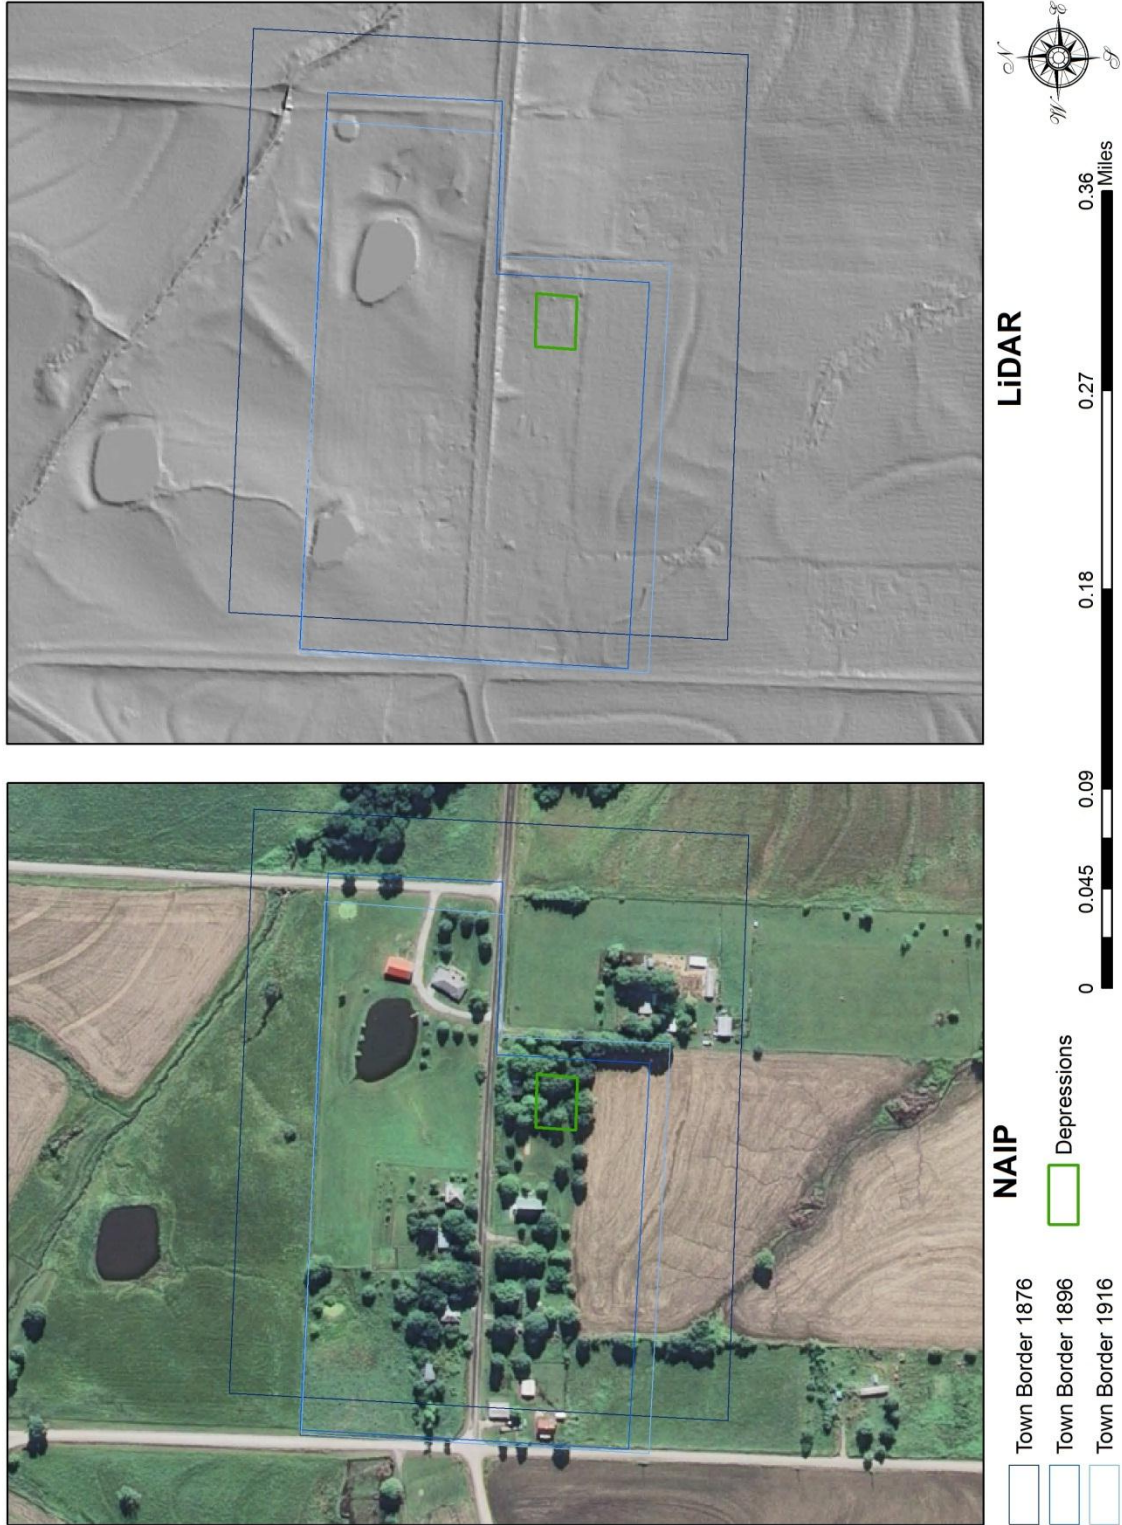 NAIP
LiDAR
Town Border 1876
Town Border 1896
Town Border 1916
Depressions
0 0.045 0.09 0.18 0.27 0.36
Miles
N
E
S
W